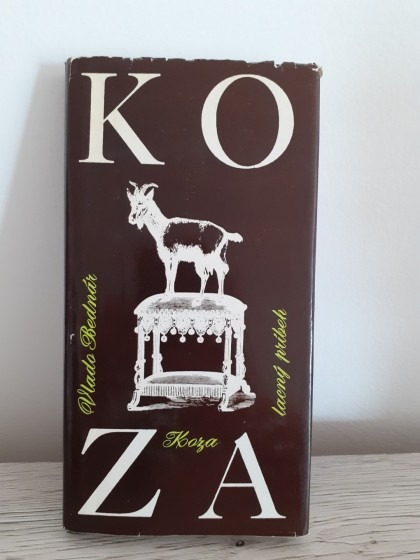 KO
Vlado Bednár
lacný príbeh
Koza
ZA